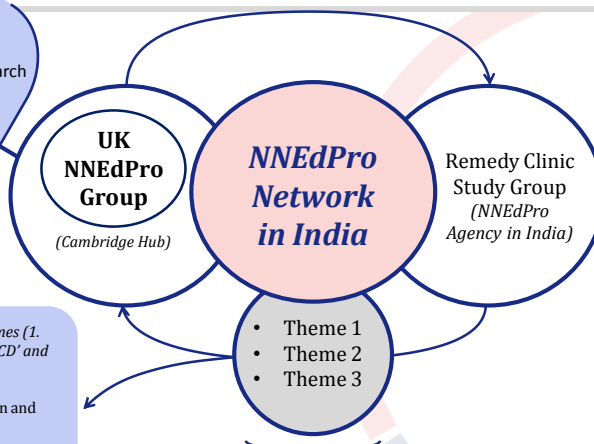 arch
UK
NNEdPro
Group
(Cambridge Hub)
NNEdPro
Network
in India
Remedy Clinic
Study Group
(NNEdPro
Agency in India)
• Theme 1
• Theme 2
• Theme 3
mes (1.
CD’ and
n and